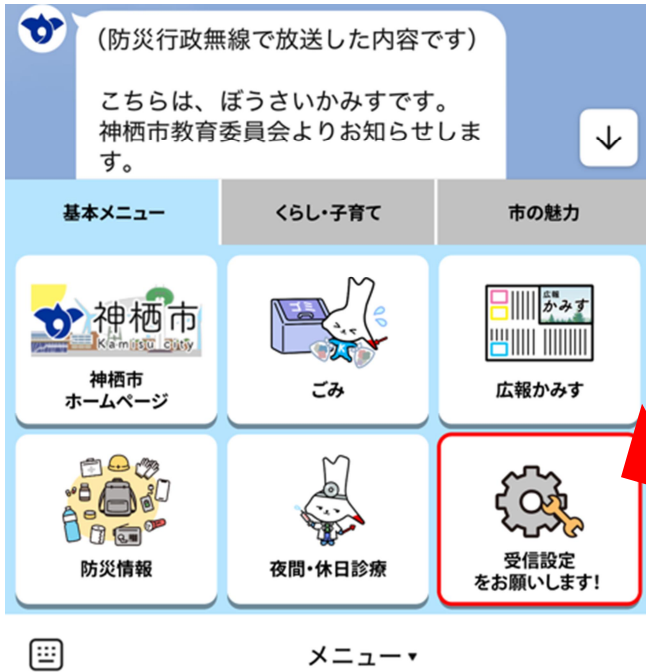 (防災行政無線で放送した内容です)
こちらは、ぼうさいかみすです。
神栖市教育委員会よりお知らせしま
す。
基本メニュー
くらし・子育て
市の魅力
神栖市
Kamisu city
神栖市
ホームページ
ゴミ
ごみ
広報
かみす
広報かみす
防災情報
夜間・休日診療
受信設定
をお願いします!
メニュー▾